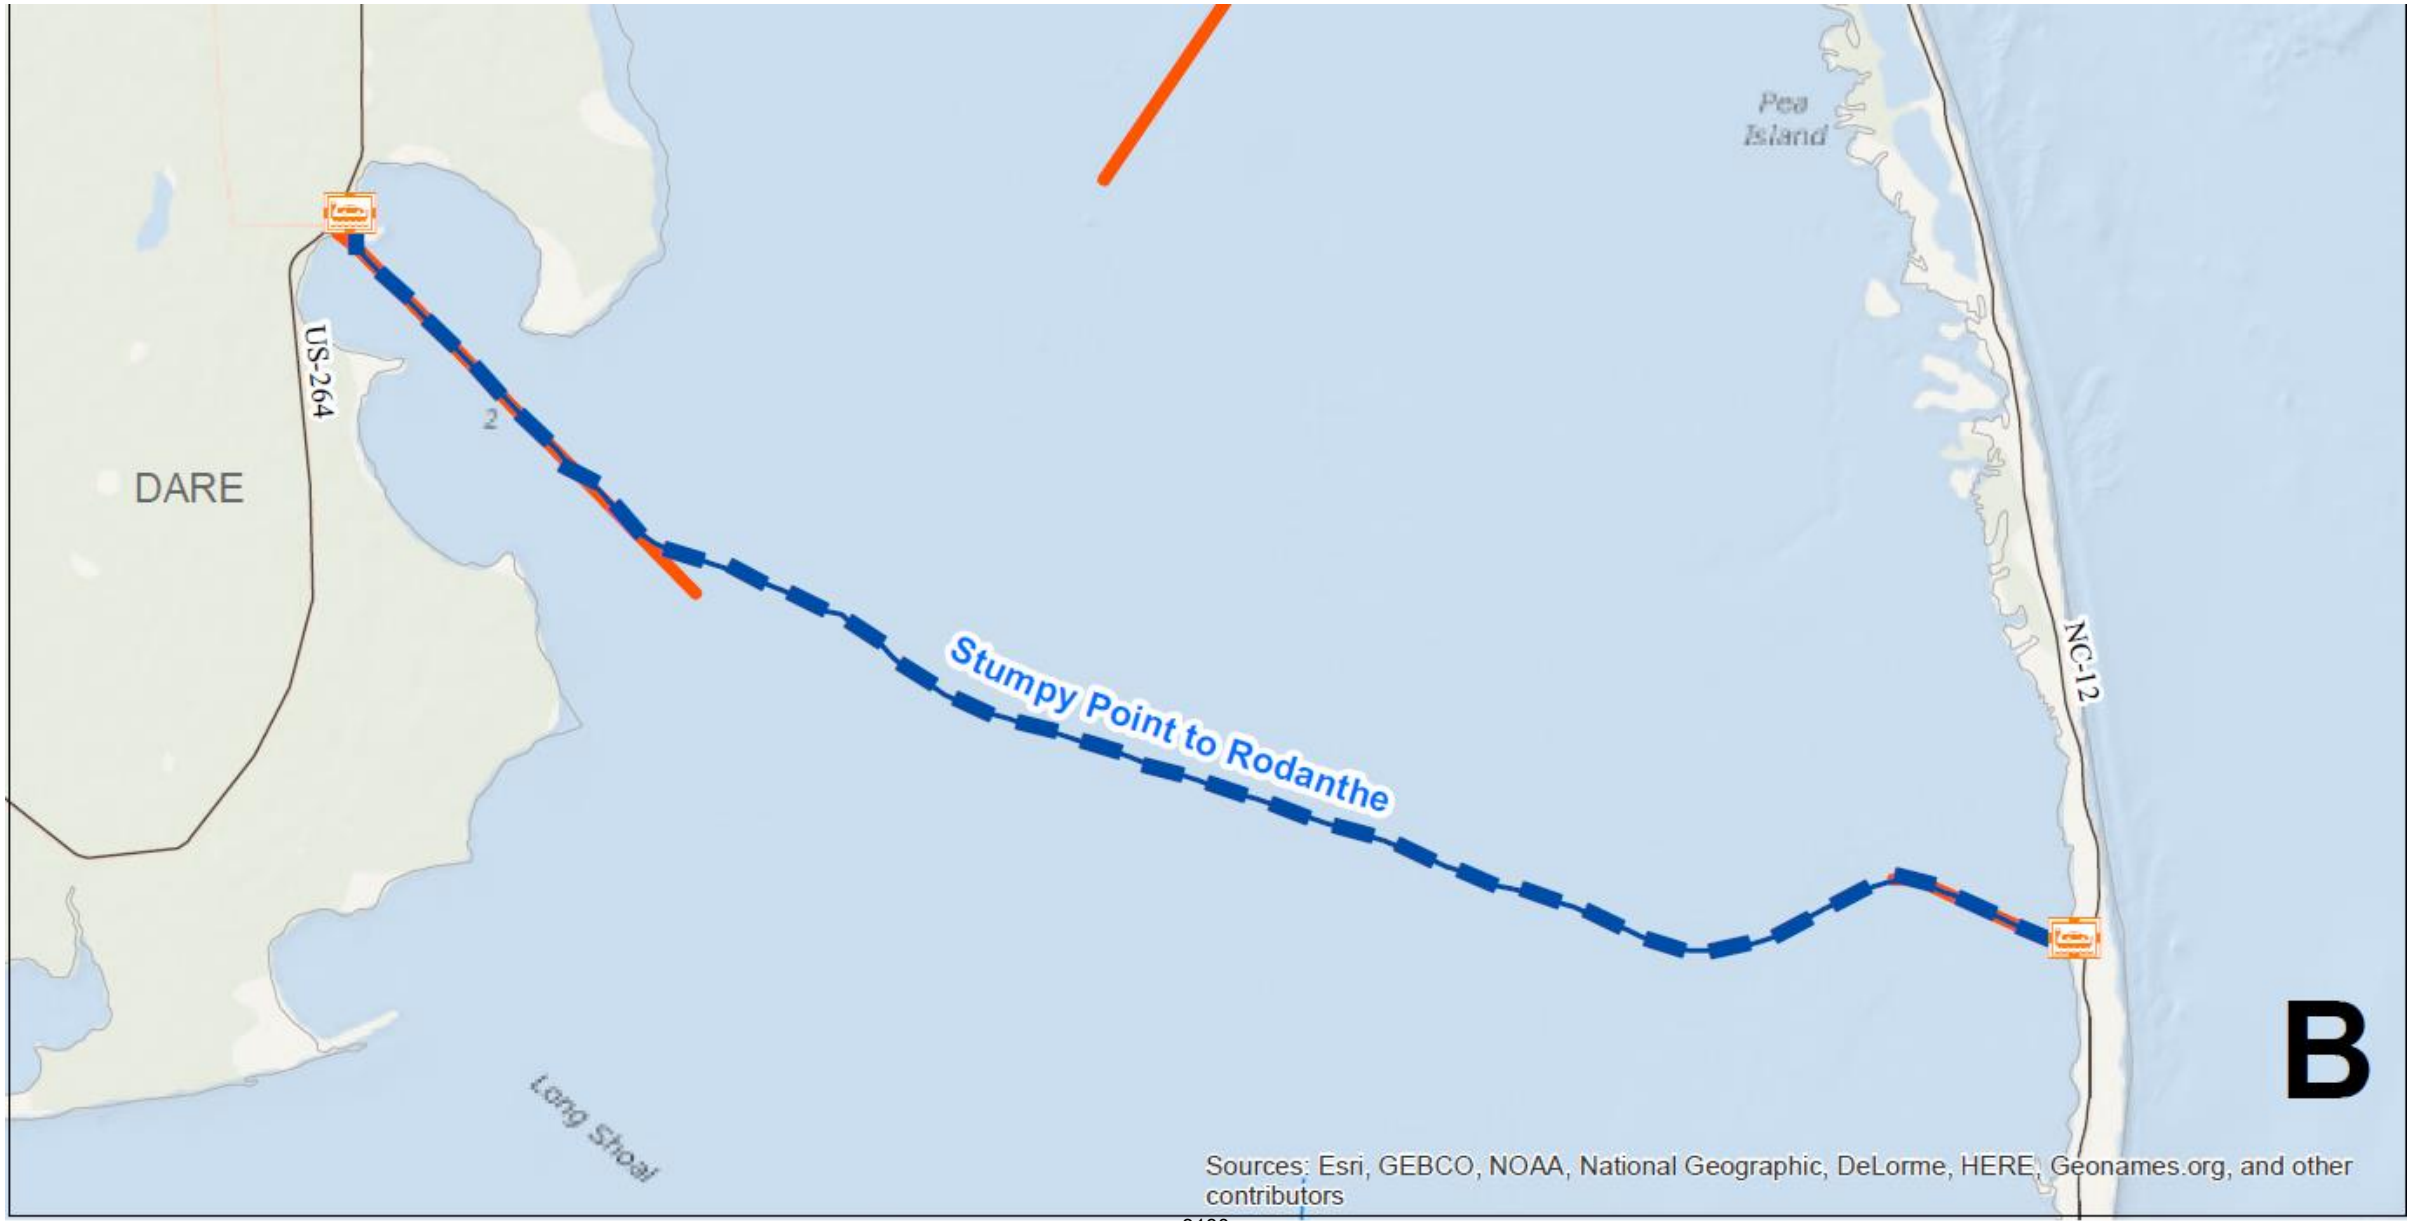 Pea
Island
US-264
2
DARE
Stumpy Point to Rodanthe
NC-12
B
Long Shoal
Sources: Esri, GEBCO, NOAA, National Geographic, DeLorme, HERE, Geonames.org, and other
contributors